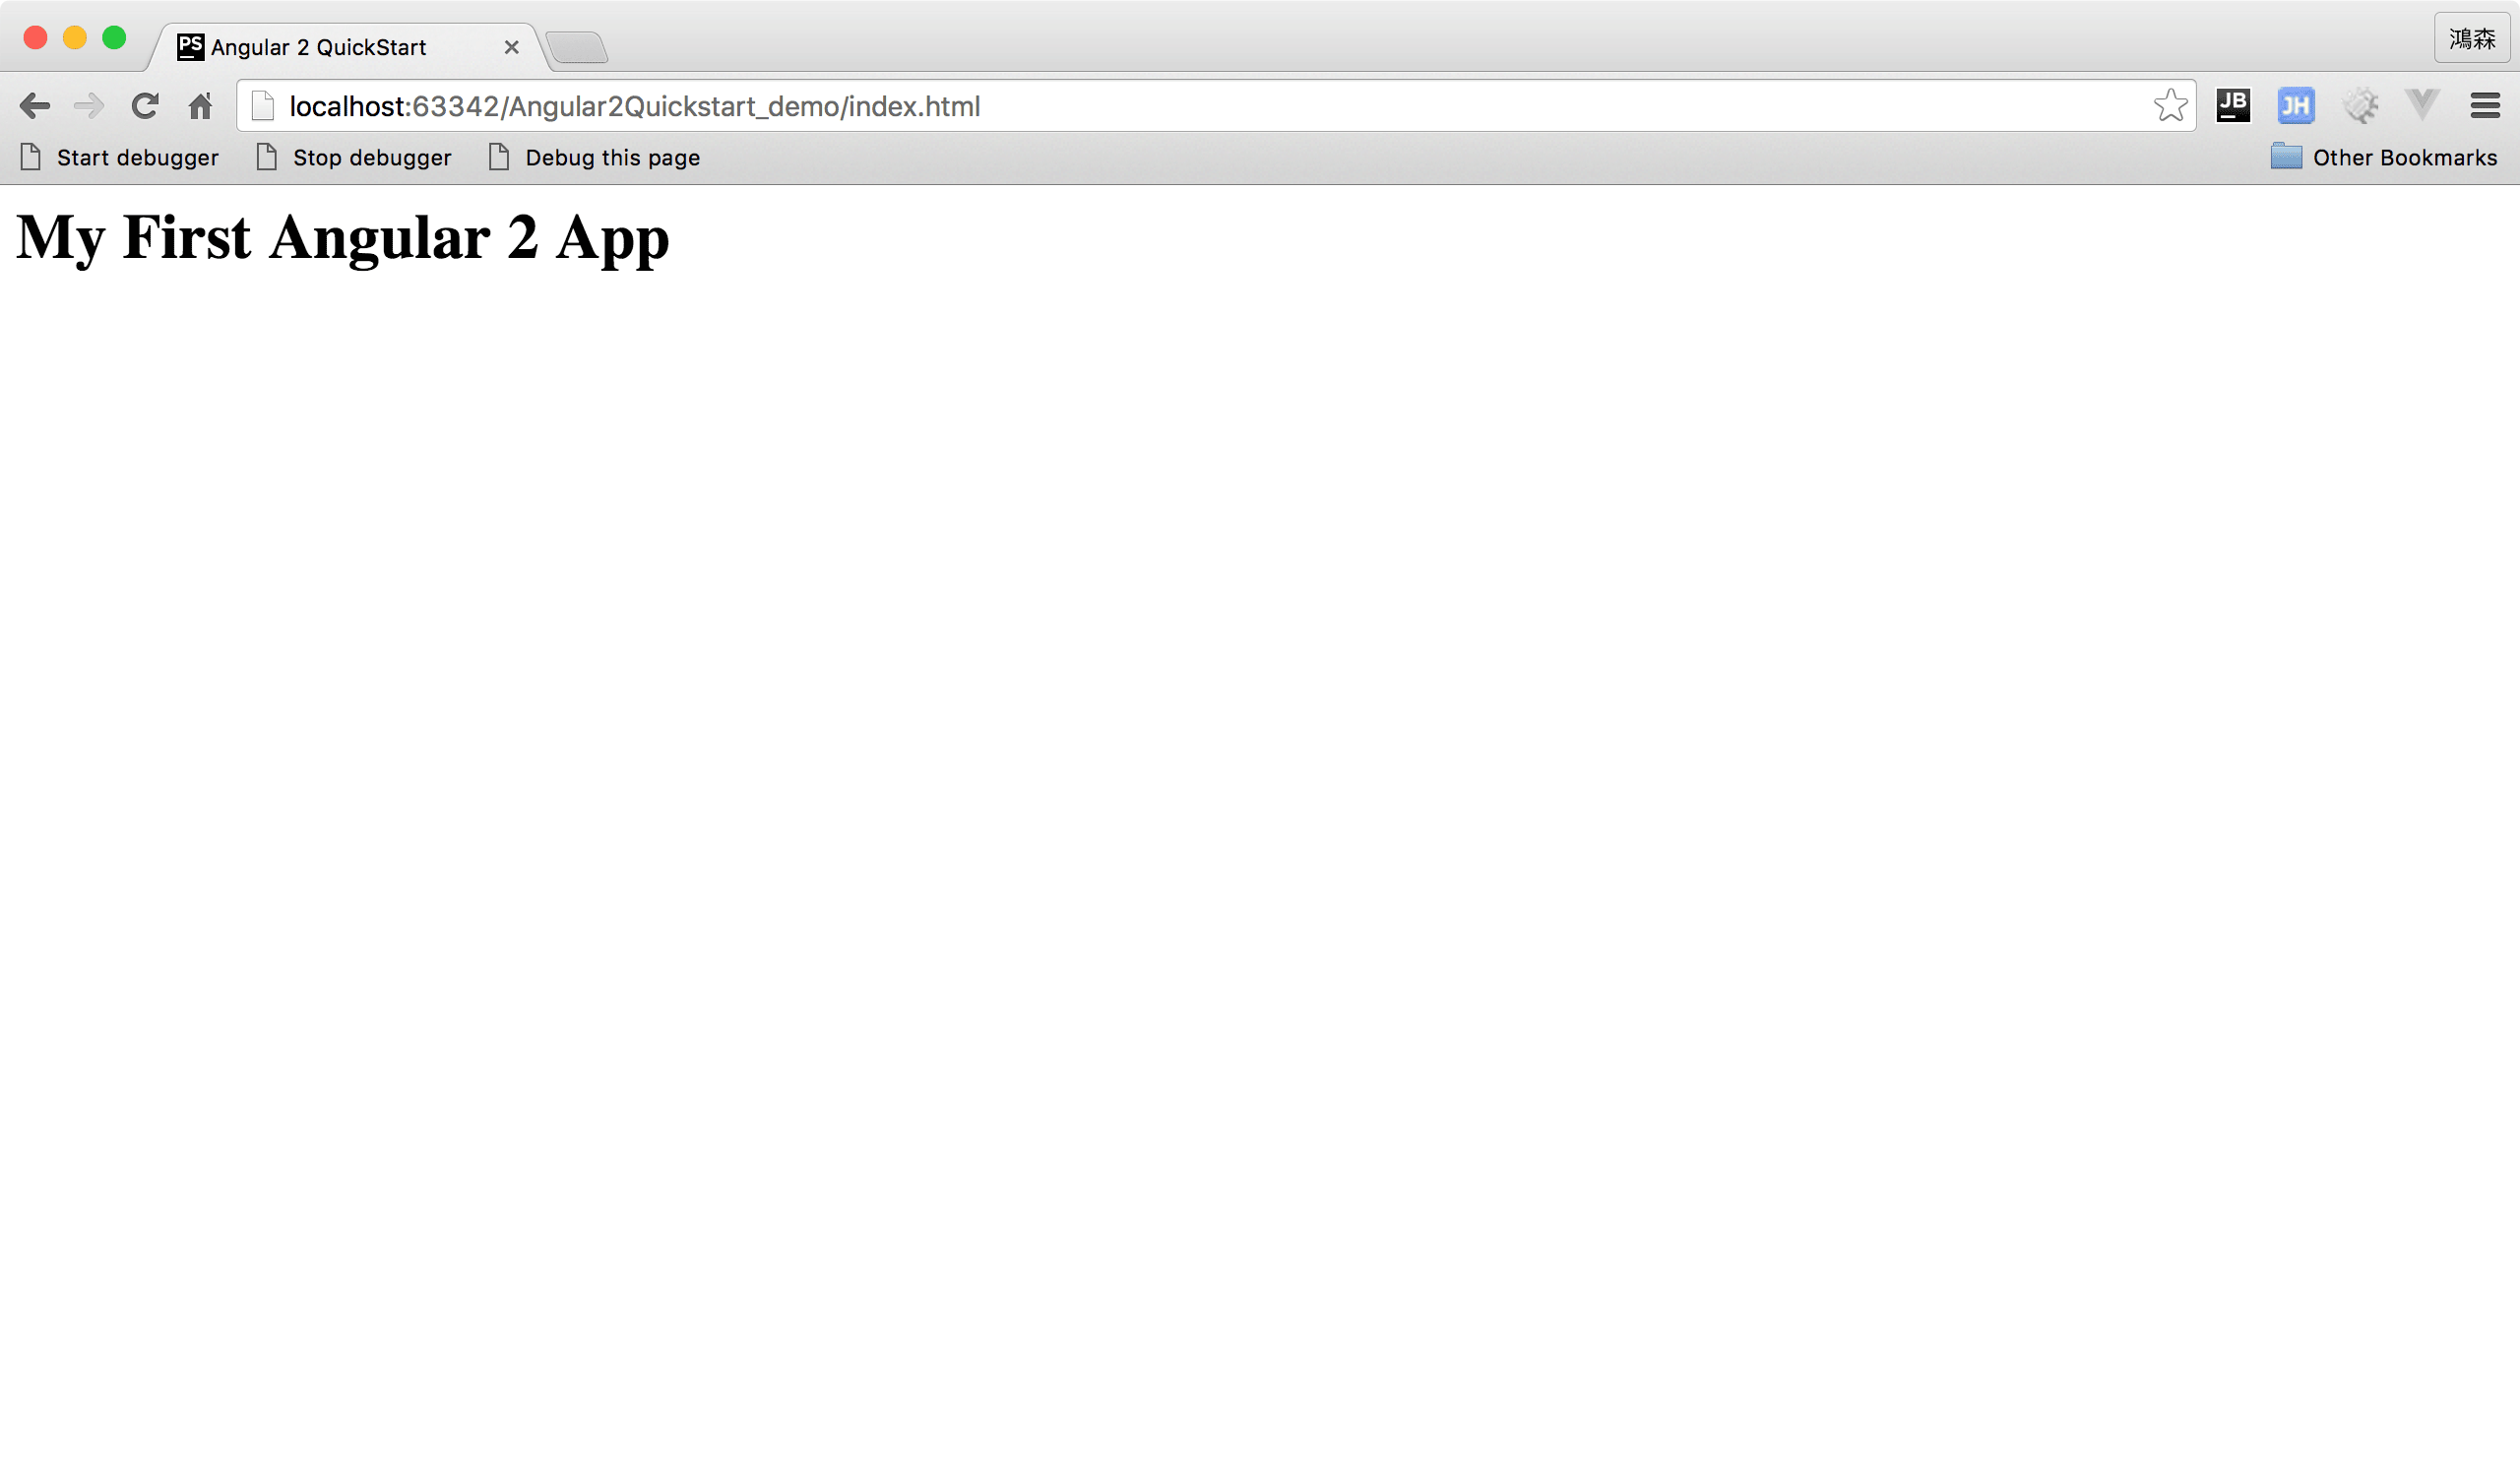 PS Angular 2 QuickStart
鴻森
localhost:63342/Angular2Quickstart_demo/index.html
JB JH
Start debugger Stop debugger Debug this page Other Bookmarks
My First Angular 2 App